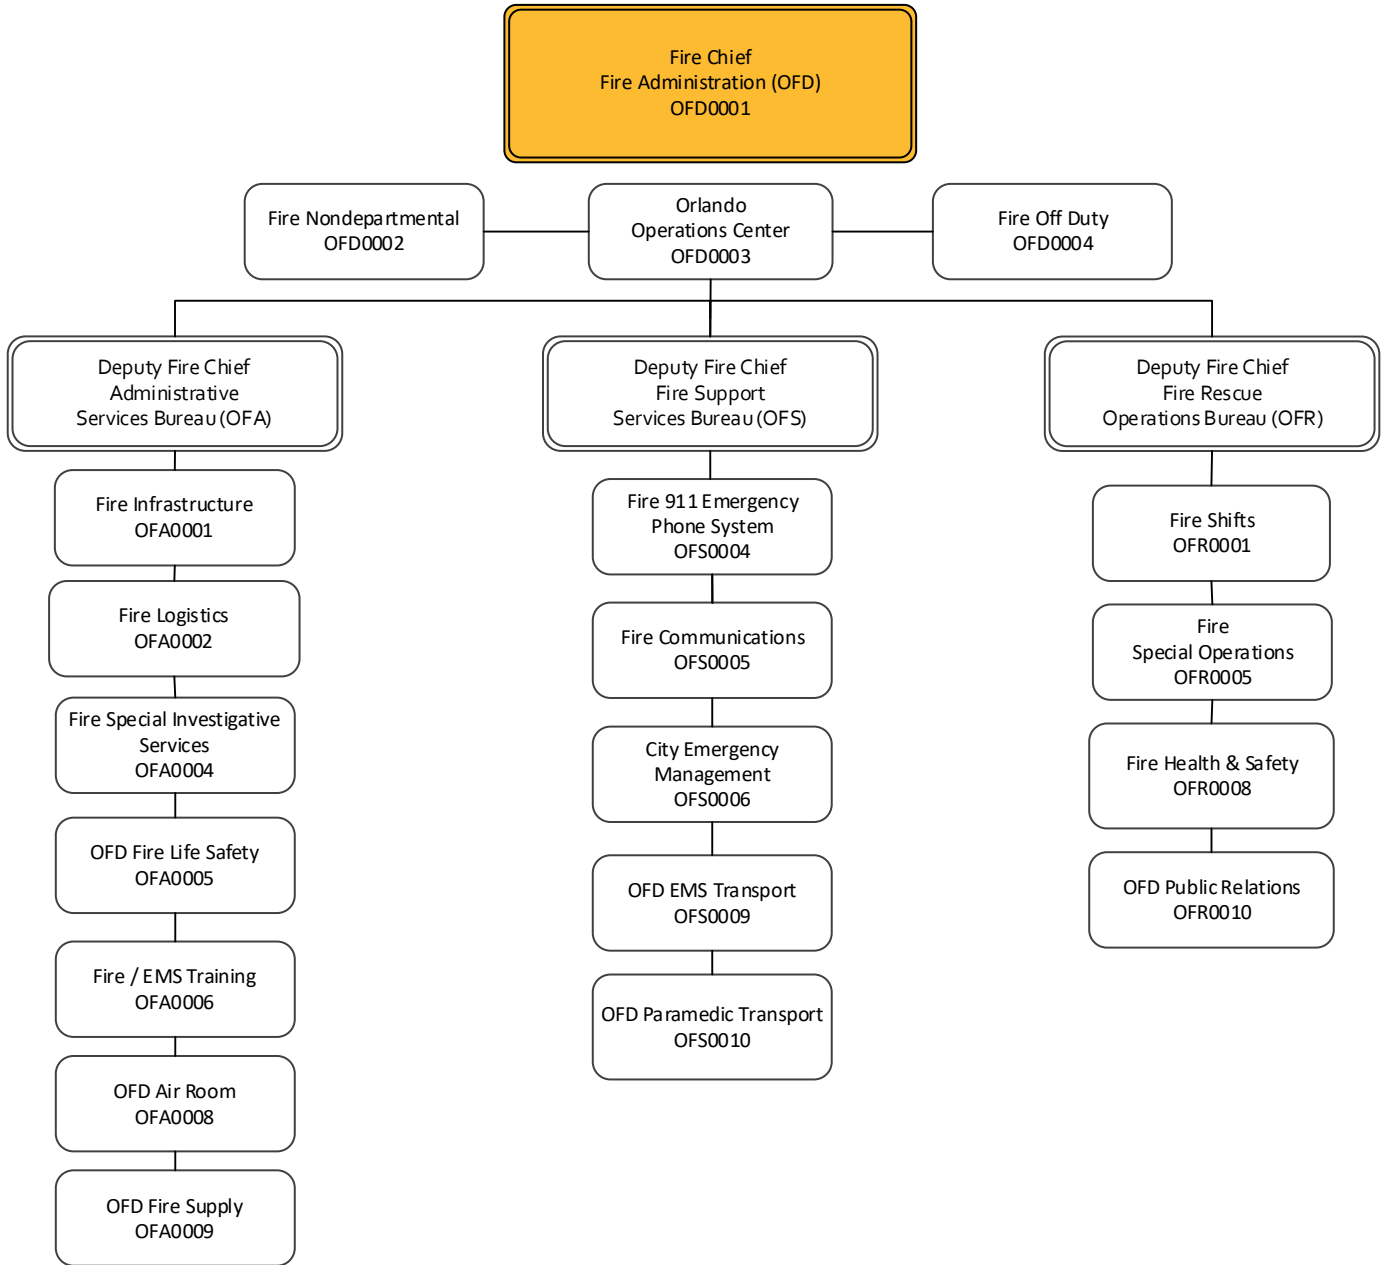 Fire Chief
Fire Administration (OFD)
OFD0001
Fire Nondepartmental
OFD0002
Orlando
Operations Center
OFD0003
Fire Off Duty
OFD0004
Deputy Fire Chief
Administrative
Services Bureau (OFA)
Deputy Fire Chief
Fire Support
Services Bureau (OFS)
Deputy Fire Chief
Fire Rescue
Operations Bureau (OFR)
Fire Infrastructure
OFA0001
Fire Logistics
OFA0002
Fire Special Investigative
Services
OFA0004
OFD Fire Life Safety
OFA0005
Fire / EMS Training
OFA0006
OFD Air Room
OFA0008
OFD Fire Supply
OFA0009
Fire 911 Emergency
Phone System
OFS0004
Fire Communications
OFS0005
City Emergency
Management
OFS0006
OFD EMS Transport
OFS0009
OFD Paramedic Transport
OFS0010
Fire Shifts
OFR0001
Fire
Special Operations
OFR0005
Fire Health & Safety
OFR0008
OFD Public Relations
OFR0010